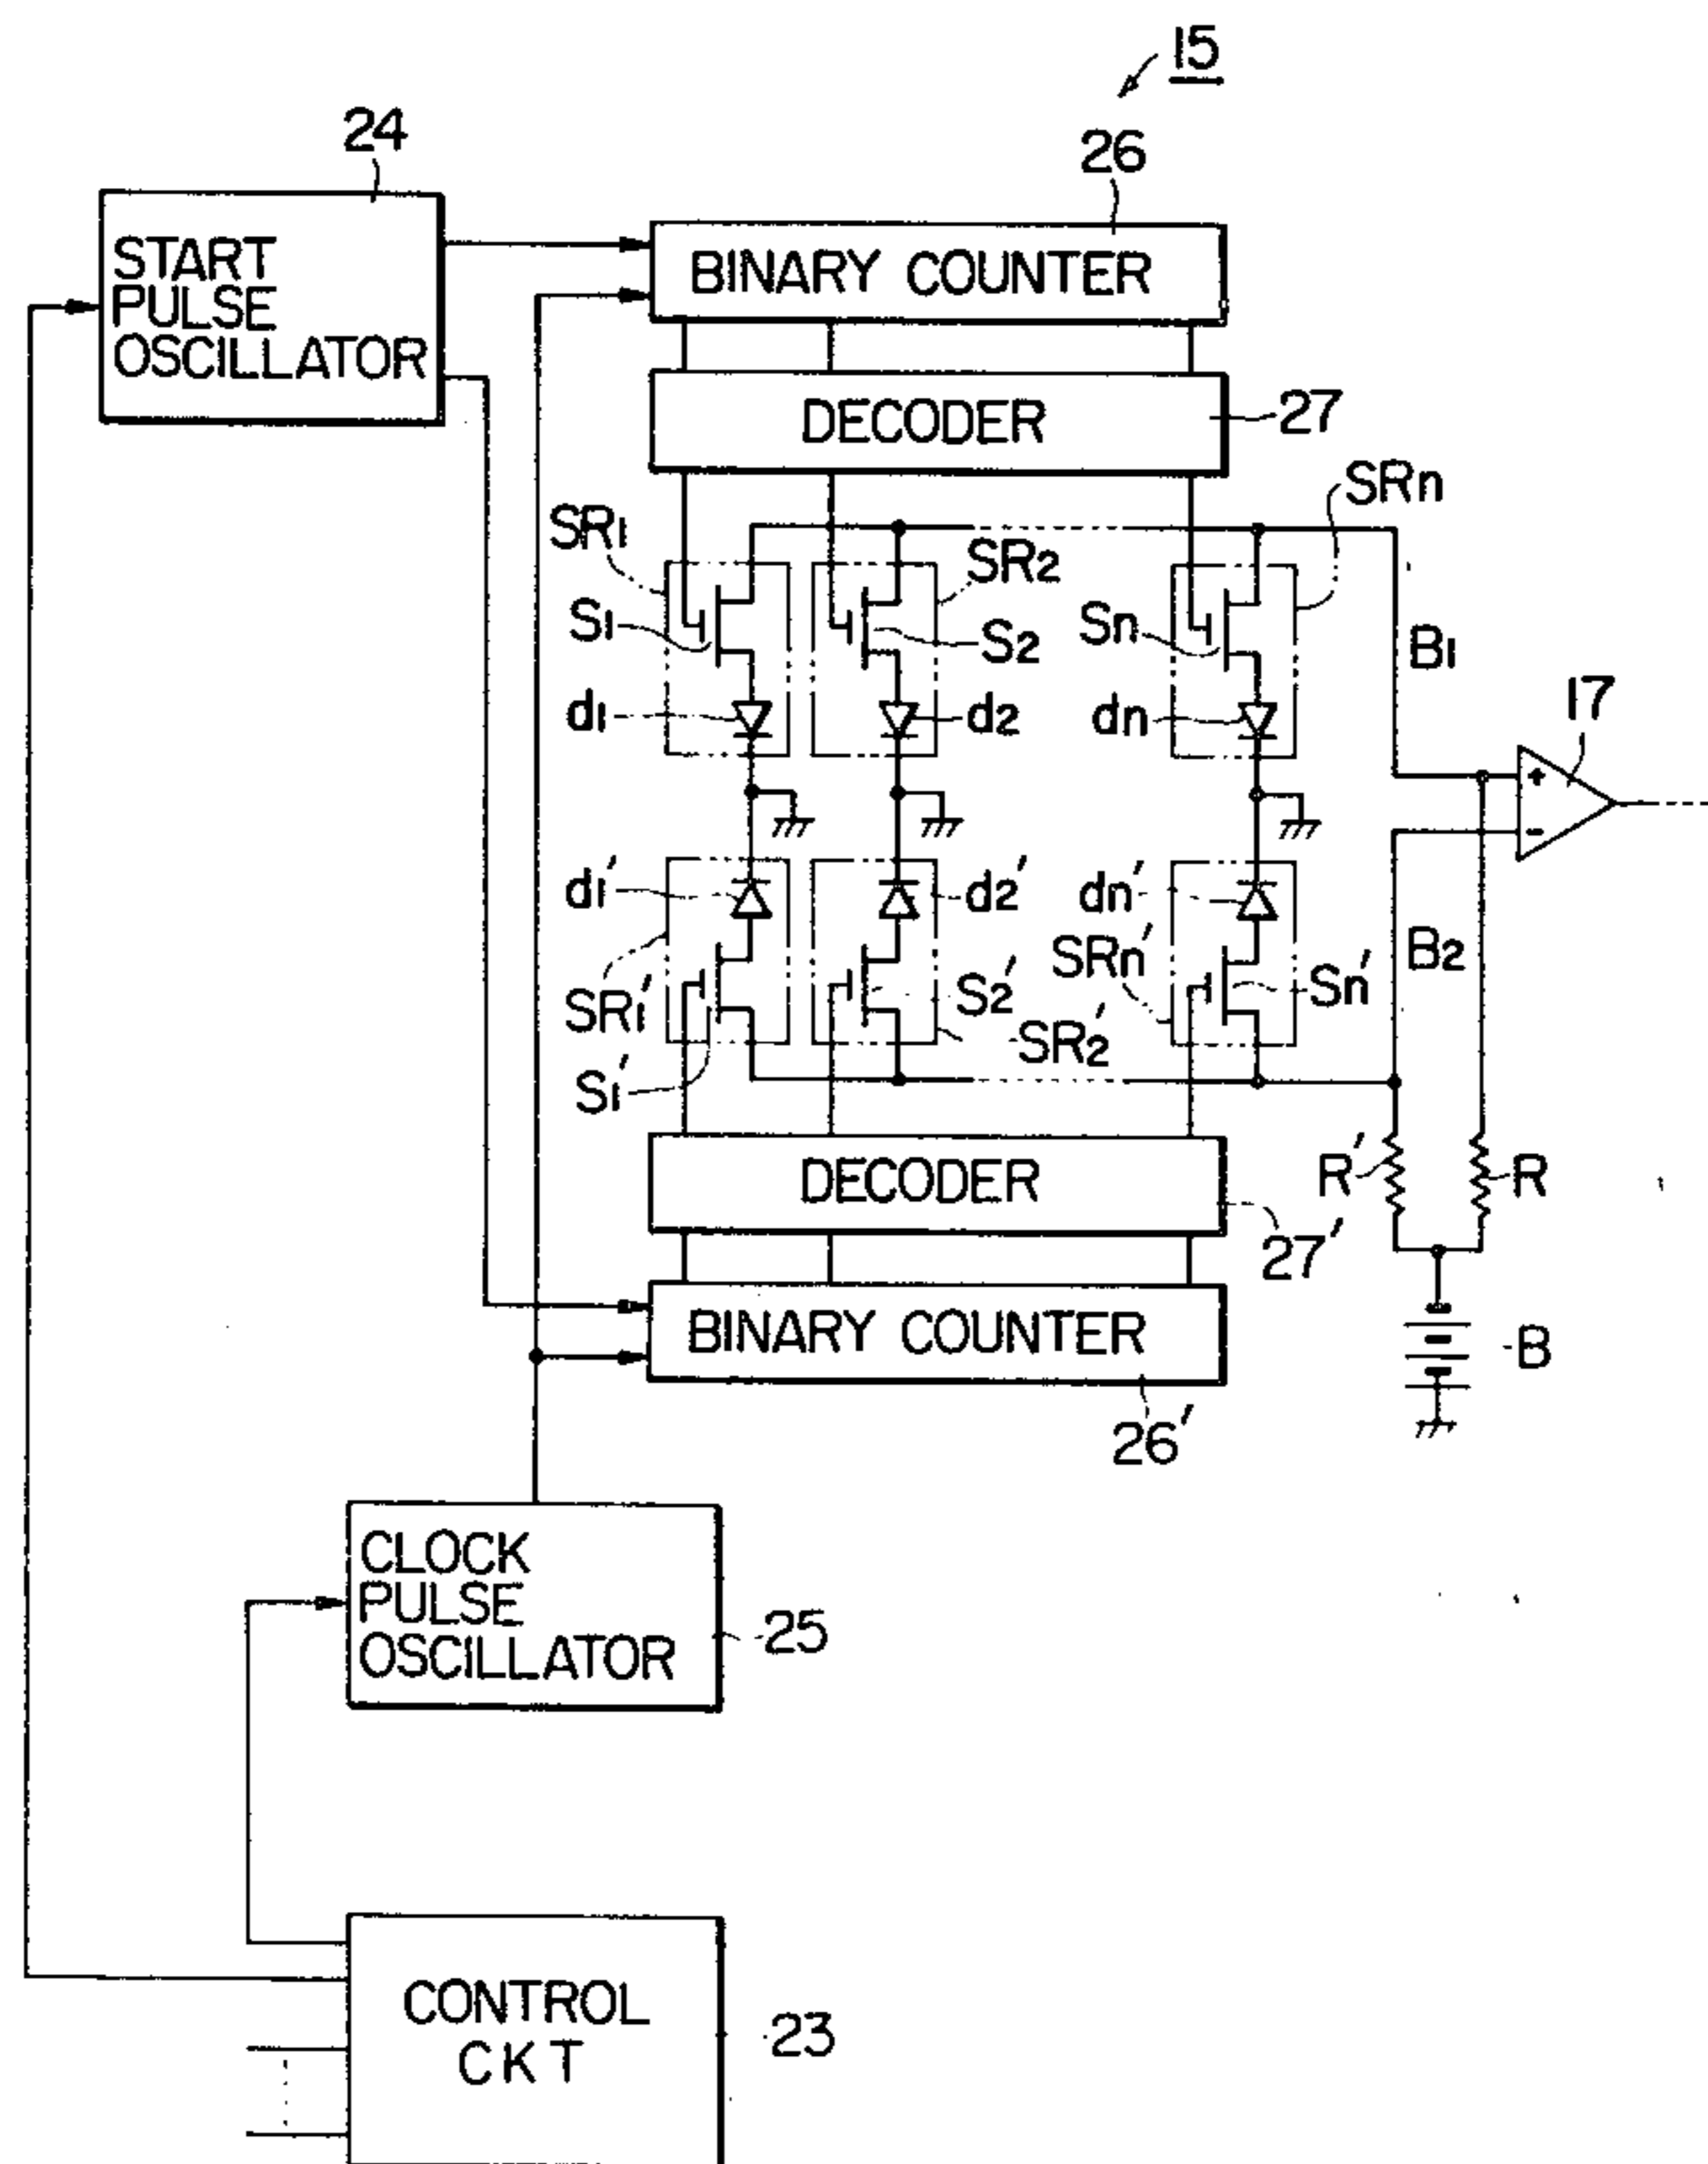 15
24
26
START
PULSE
OSCILLATOR
BINARY COUNTER
DECODER
27
SRn
SR1
SR2
S1
S2
Sn
B1
17
d1
d2
dn
+
-
d1'
d2'
dn'
SRn'
B2
SR1'
S2'
Sn'
SR2'
S1'
DECODER
R'
R
27'
BINARY COUNTER
B
26'
CLOCK
PULSE
OSCILLATOR
25
CONTROL
CKT
23